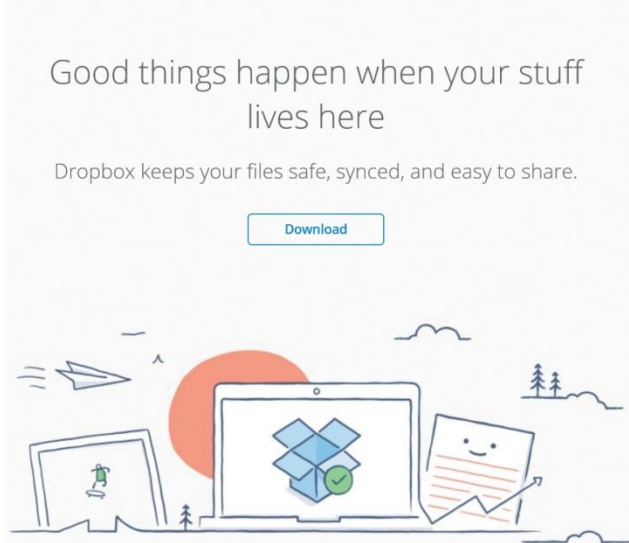 Good things happen when your stuff
lives here
Dropbox keeps your files safe, synced, and easy to share.
Download